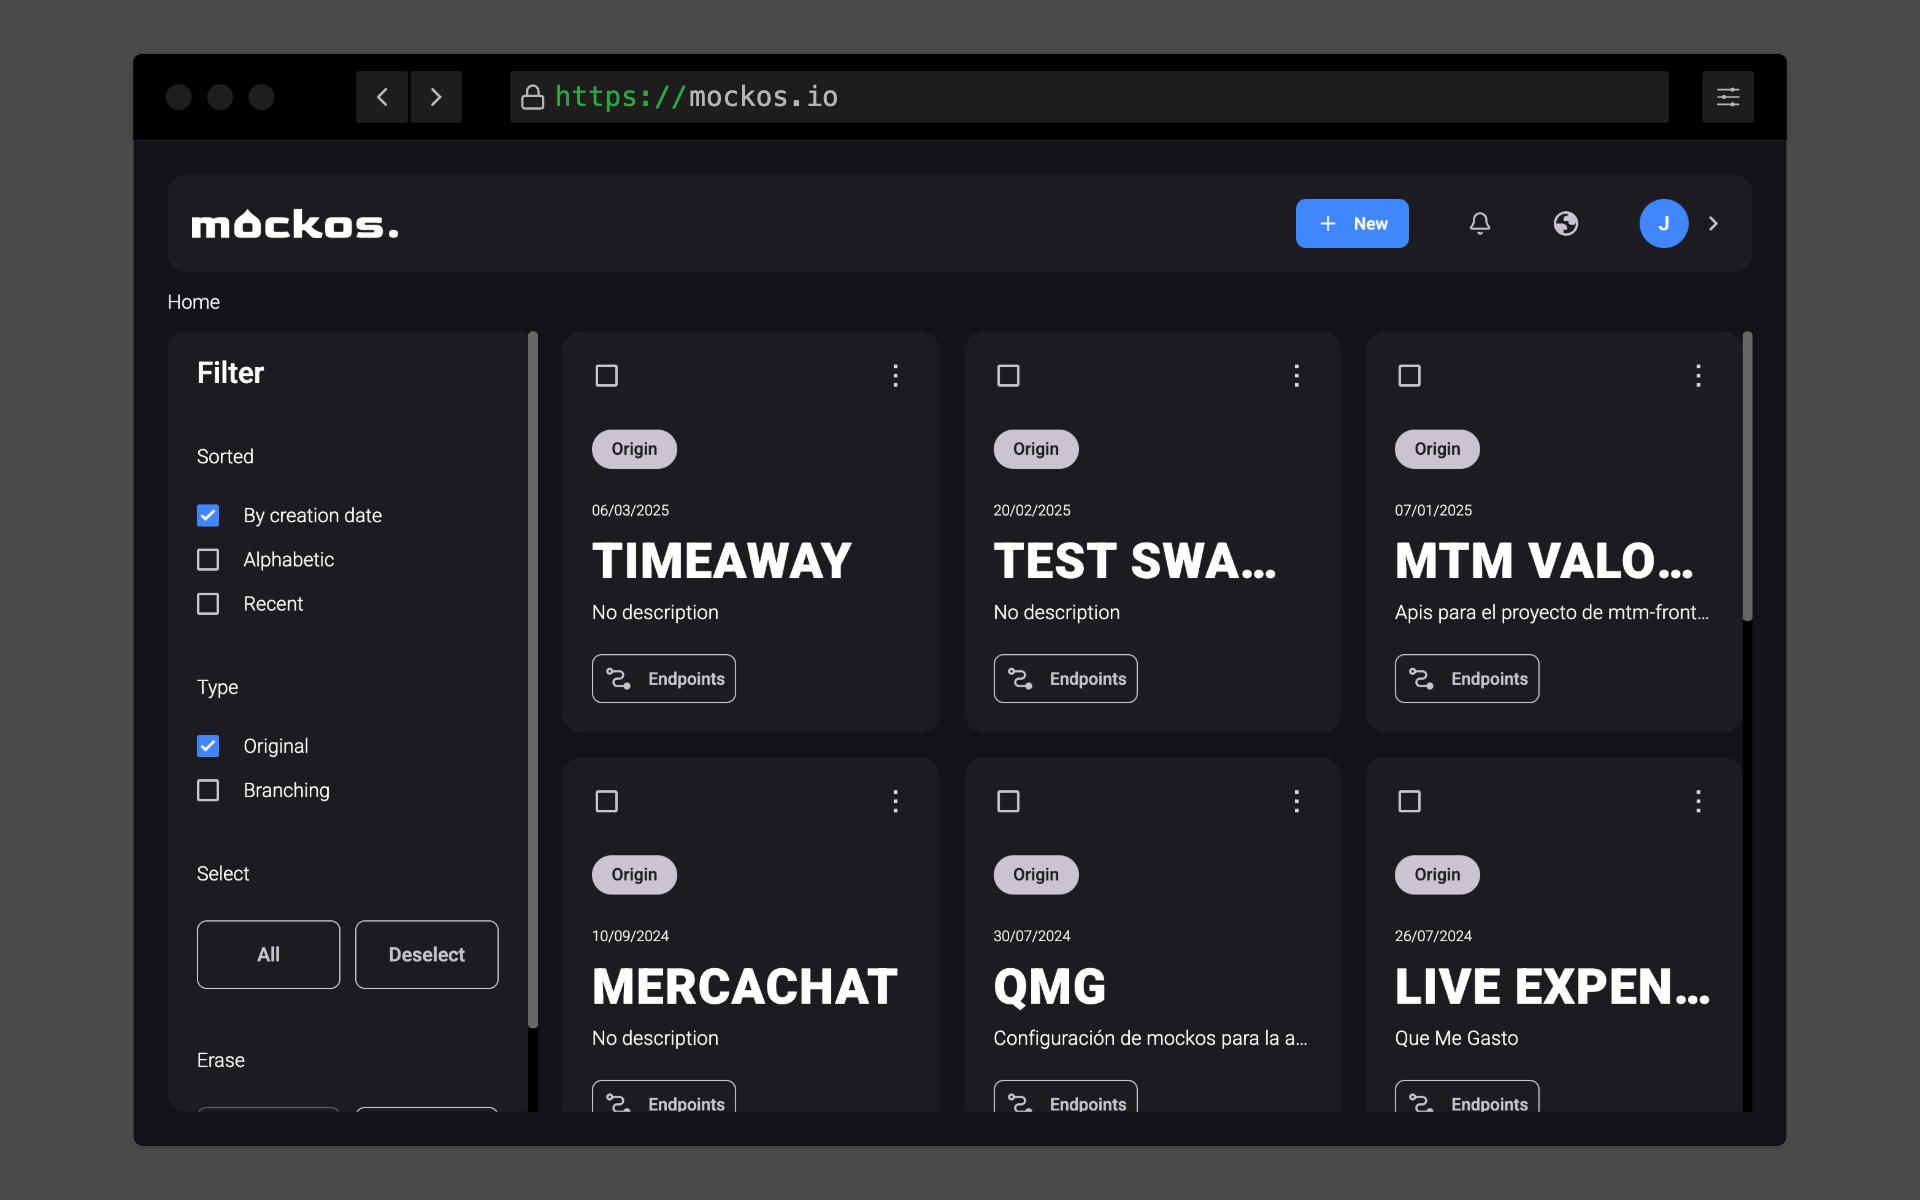 https://mockos.io
mockos.
New
J
Home
Filter
Sorted
By creation date
Alphabetic
Recent
Type
Original
Branching
Select
All
Deselect
Erase
Origin
06/03/2025
TIMEAWAY
No description
Endpoints
Origin
20/02/2025
TEST SWA...
No description
Endpoints
Origin
07/01/2025
MTM VALO...
Apis para el proyecto de mtm-front...
Endpoints
Origin
10/09/2024
MERCACHAT
No description
Endpoints
Origin
30/07/2024
QMG
Configuración de mockos para la a...
Endpoints
Origin
26/07/2024
LIVE EXPEN...
Que Me Gasto
Endpoints